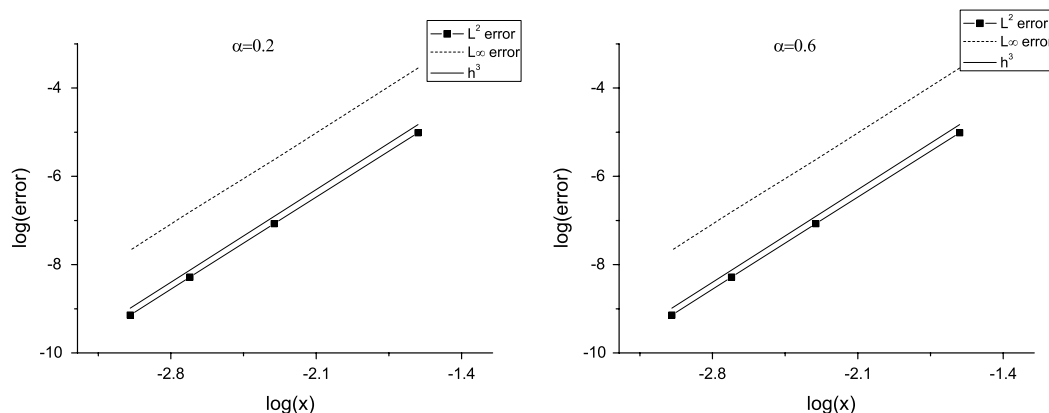 α=0.2
L² error
L∞ error
h³
-4
-6
-8
-10
log(error)
-2.8
-2.1
-1.4
log(x)
α=0.6
L² error
L∞ error
h³
-4
-6
-8
-10
log(error)
-2.8
-2.1
-1.4
log(x)